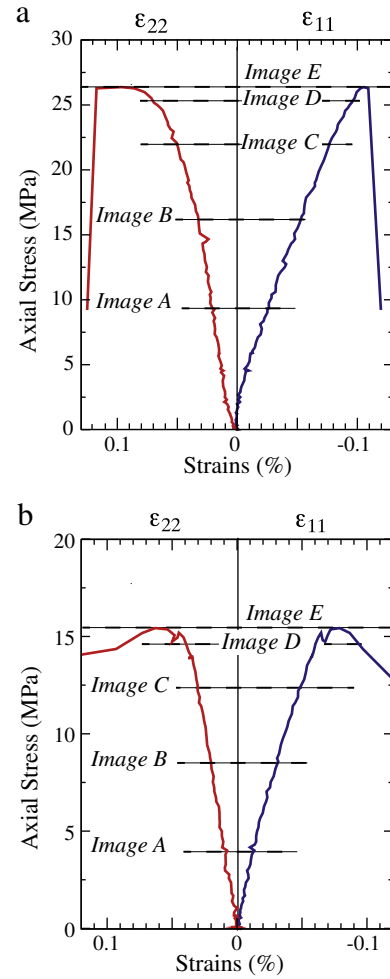 a
ε22 ε11
30
25
20
15
10
5
0
Axial Stress (MPa)
Image E
Image D
Image C
Image B
Image A
0.1 0 -0.1
Strains (%)
b
ε22 ε11
20
15
10
5
0
Axial Stress (MPa)
Image E
Image D
Image C
Image B
Image A
0.1 0 -0.1
Strains (%)